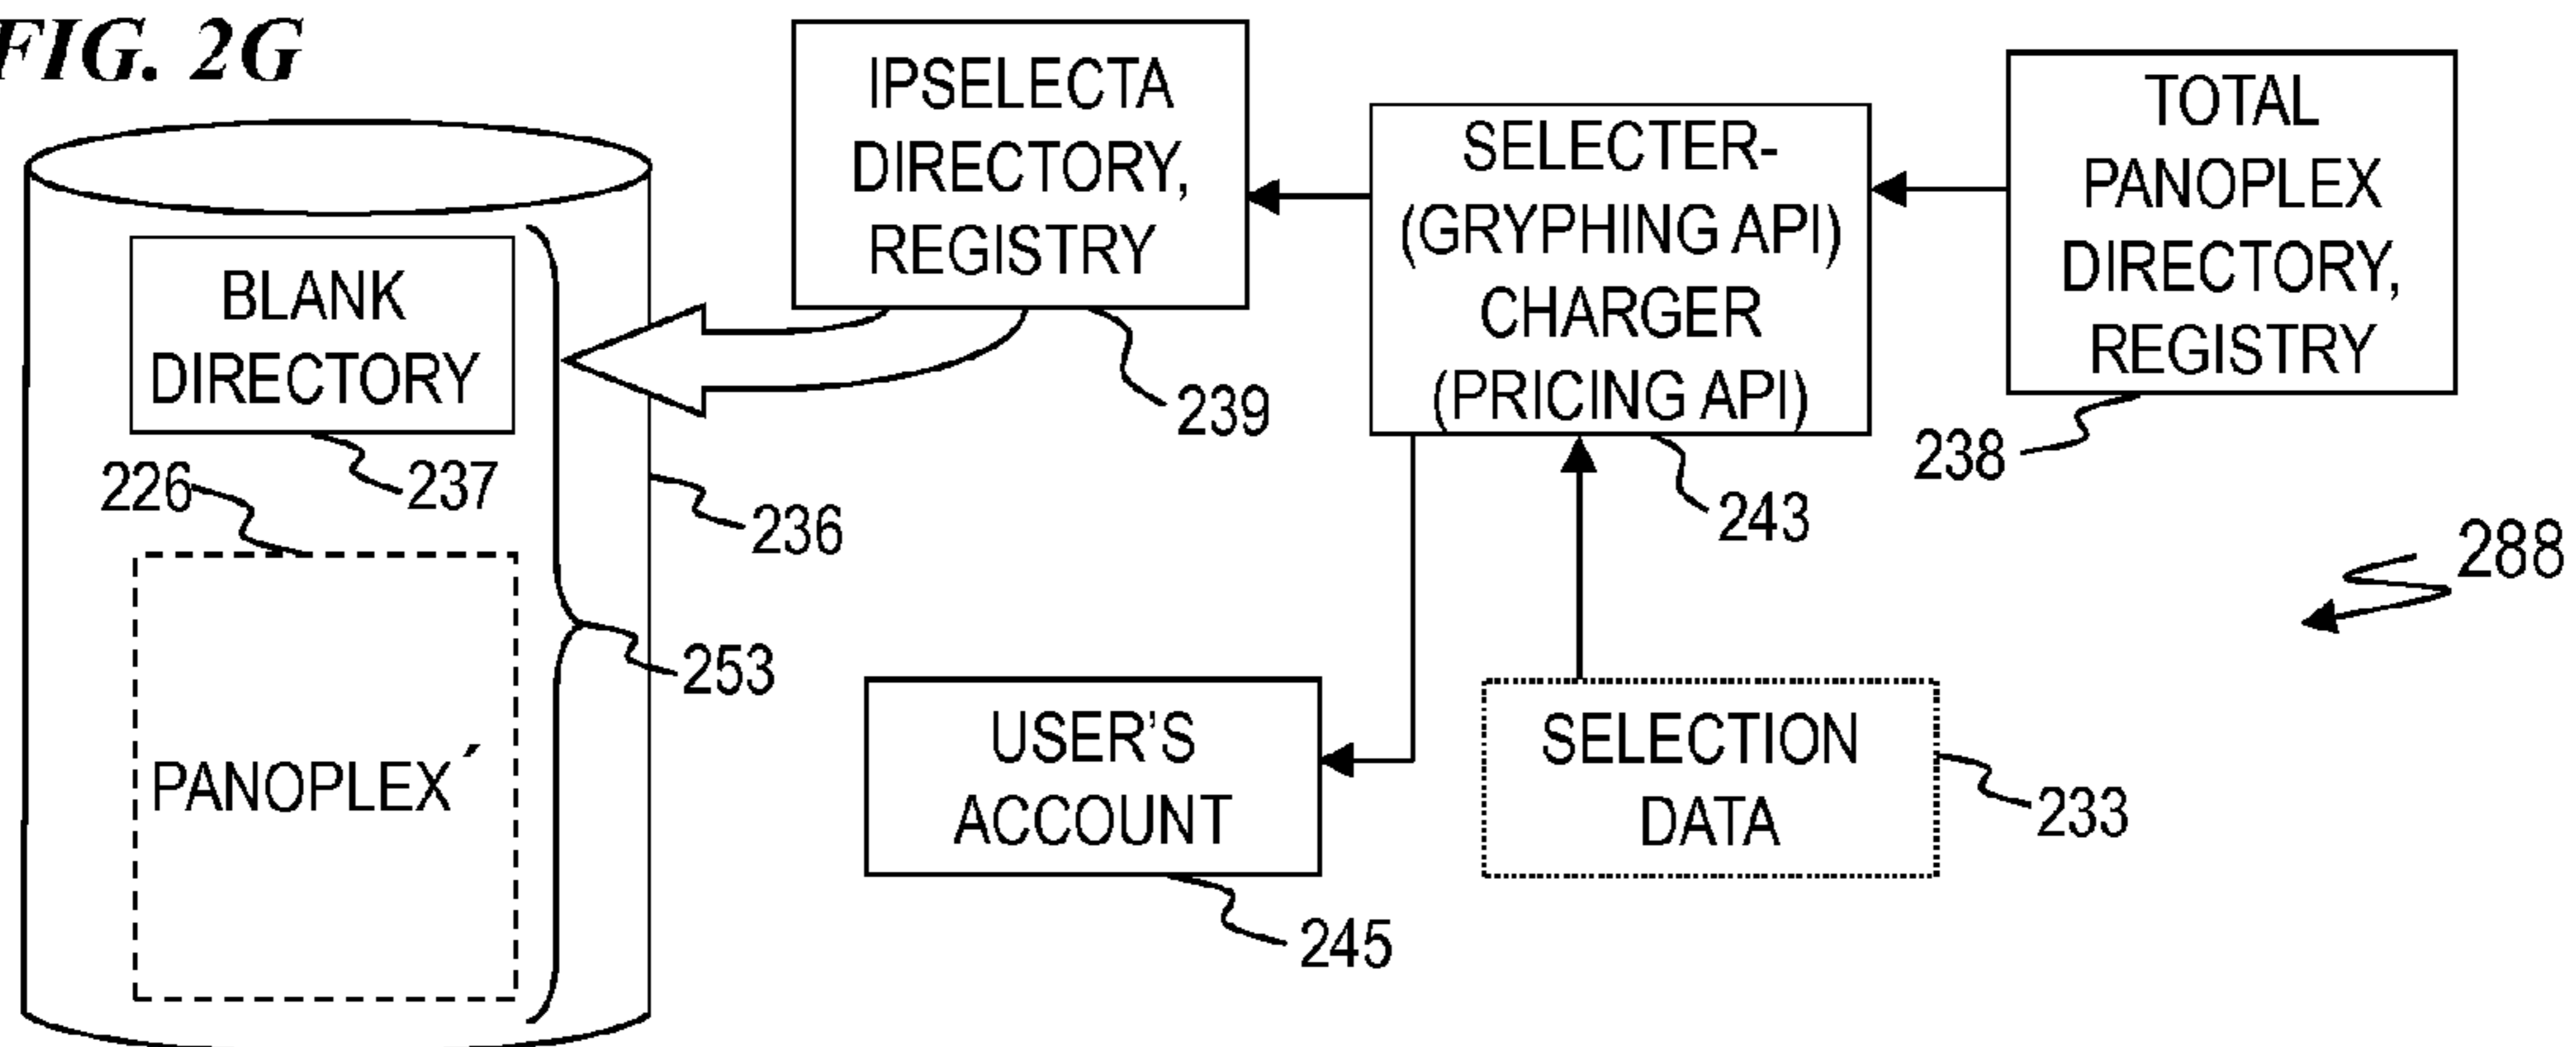 FIG. 2G
BLANK
DIRECTORY
237
226
PANOPLEX´
236
253
IPSELECTA
DIRECTORY,
REGISTRY
239
SELECTER-
(GRYPHING API)
CHARGER
(PRICING API)
243
TOTAL
PANOPLEX
DIRECTORY,
REGISTRY
238
288
USER'S
ACCOUNT
245
SELECTION
DATA
233